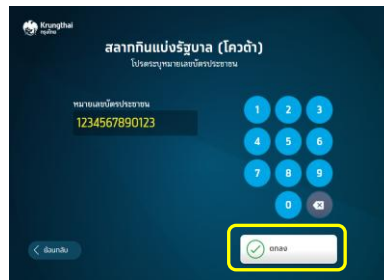 Krungthai
กรุงไทย
สลากกินแบ่งรัฐบาล (โควต้า)
โปรดระบุหมายเลขบัตรประชาชน
หมายเลขบัตรประชาชน
1234567890123
1 2 3
4 5 6
7 8 9
0
ย้อนกลับ
ตกลง